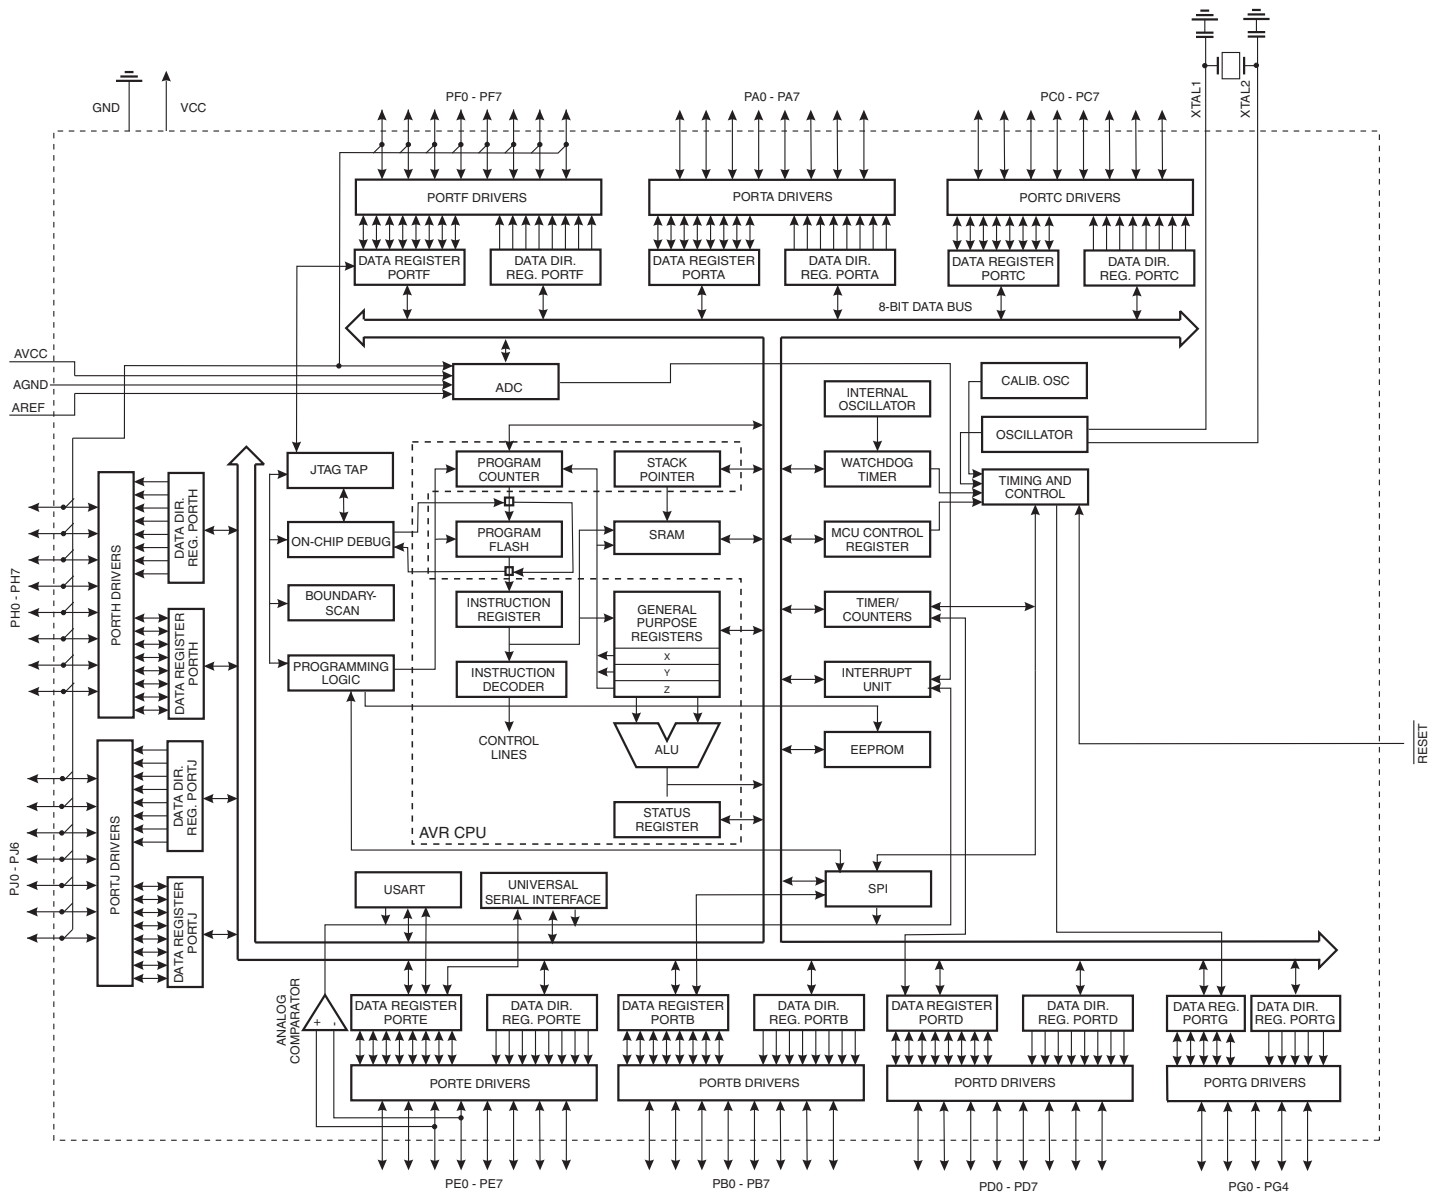 XTAL1
XTAL2
GND
VCC
PF0 - PF7
PA0 - PA7
PC0 - PC7
PORTF DRIVERS
PORTA DRIVERS
PORTC DRIVERS
DATA REGISTER
PORTF
DATA DIR.
REG. PORTF
DATA REGISTER
PORTA
DATA DIR.
REG. PORTA
DATA REGISTER
PORTC
DATA DIR.
REG. PORTC
8-BIT DATA BUS
AVCC
AGND
AREF
ADC
INTERNAL
OSCILLATOR
CALIB. OSC
OSCILLATOR
JTAG TAP
PROGRAM
COUNTER
STACK
POINTER
WATCHDOG
TIMER
TIMING AND
CONTROL
ON-CHIP DEBUG
PROGRAM
FLASH
SRAM
MCU CONTROL
REGISTER
BOUNDARY-
SCAN
INSTRUCTION
REGISTER
GENERAL
PURPOSE
REGISTERS
X
Y
Z
TIMER/
COUNTERS
PROGRAMMING
LOGIC
INSTRUCTION
DECODER
INTERRUPT
UNIT
CONTROL
LINES
ALU
EEPROM
RESET
STATUS
REGISTER
AVR CPU
PH0 - PH7
PORTH DRIVERS
DATA DIR.
REG. PORTH
DATA REGISTER
PORTH
PJ0 - PJ6
PORTJ DRIVERS
DATA DIR.
REG. PORTJ
DATA REGISTER
PORTJ
USART
UNIVERSAL
SERIAL INTERFACE
SPI
ANALOG
COMPARATOR
+
-
DATA REGISTER
PORTE
DATA DIR.
REG. PORTE
DATA REGISTER
PORTB
DATA DIR.
REG. PORTB
DATA REGISTER
PORTD
DATA DIR.
REG. PORTD
DATA REG.
PORTG
DATA DIR.
REG. PORTG
PORTE DRIVERS
PORTB DRIVERS
PORTD DRIVERS
PORTG DRIVERS
PE0 - PE7
PB0 - PB7
PD0 - PD7
PG0 - PG4